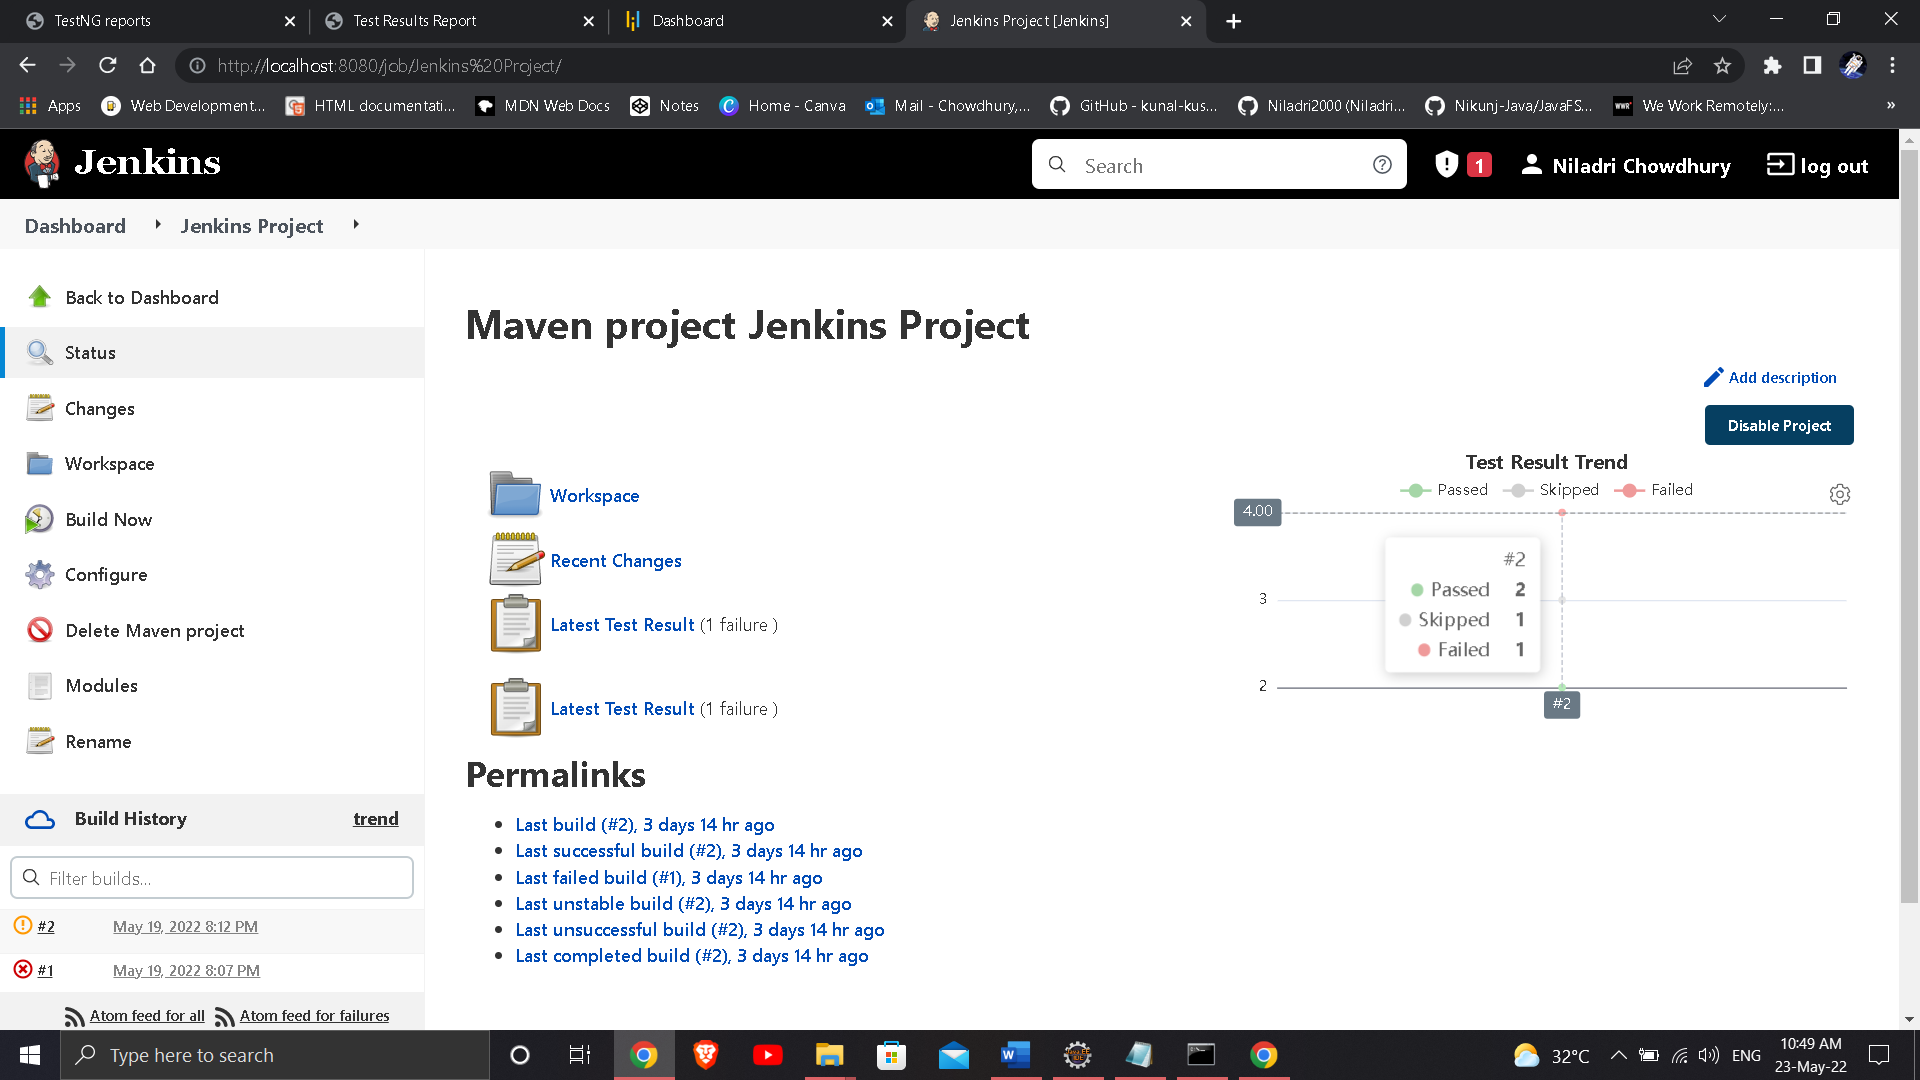 TestNG reports
Test Results Report
Dashboard
Jenkins Project [Jenkins]
http://localhost:8080/job/Jenkins%20Project/
Apps
Web Development...
HTML documentati...
MDN Web Docs
Notes
Home - Canva
Mail - Chowdhury,...
GitHub - kunal-kus...
Niladri2000 (Niladri...
Nikunj-Java/JavaFS...
We Work Remotely:...
»
Jenkins
Search
1
Niladri Chowdhury
log out
Dashboard
Jenkins Project
Back to Dashboard
Status
Changes
Workspace
Build Now
Configure
Delete Maven project
Modules
Rename
Build History
trend
Filter builds...
#2
May 19, 2022 8:12 PM
#1
May 19, 2022 8:07 PM
Atom feed for all
Atom feed for failures
Maven project Jenkins Project
Add description
Disable Project
Workspace
Recent Changes
Latest Test Result (1 failure )
Latest Test Result (1 failure )
Test Result Trend
Passed
Skipped
Failed
4.00
3
2
#2
Passed 2
Skipped 1
Failed 1
#2
Permalinks
Last build (#2), 3 days 14 hr ago
Last successful build (#2), 3 days 14 hr ago
Last failed build (#1), 3 days 14 hr ago
Last unstable build (#2), 3 days 14 hr ago
Last unsuccessful build (#2), 3 days 14 hr ago
Last completed build (#2), 3 days 14 hr ago
Type here to search
32°C
ENG
10:49 AM
23-May-22